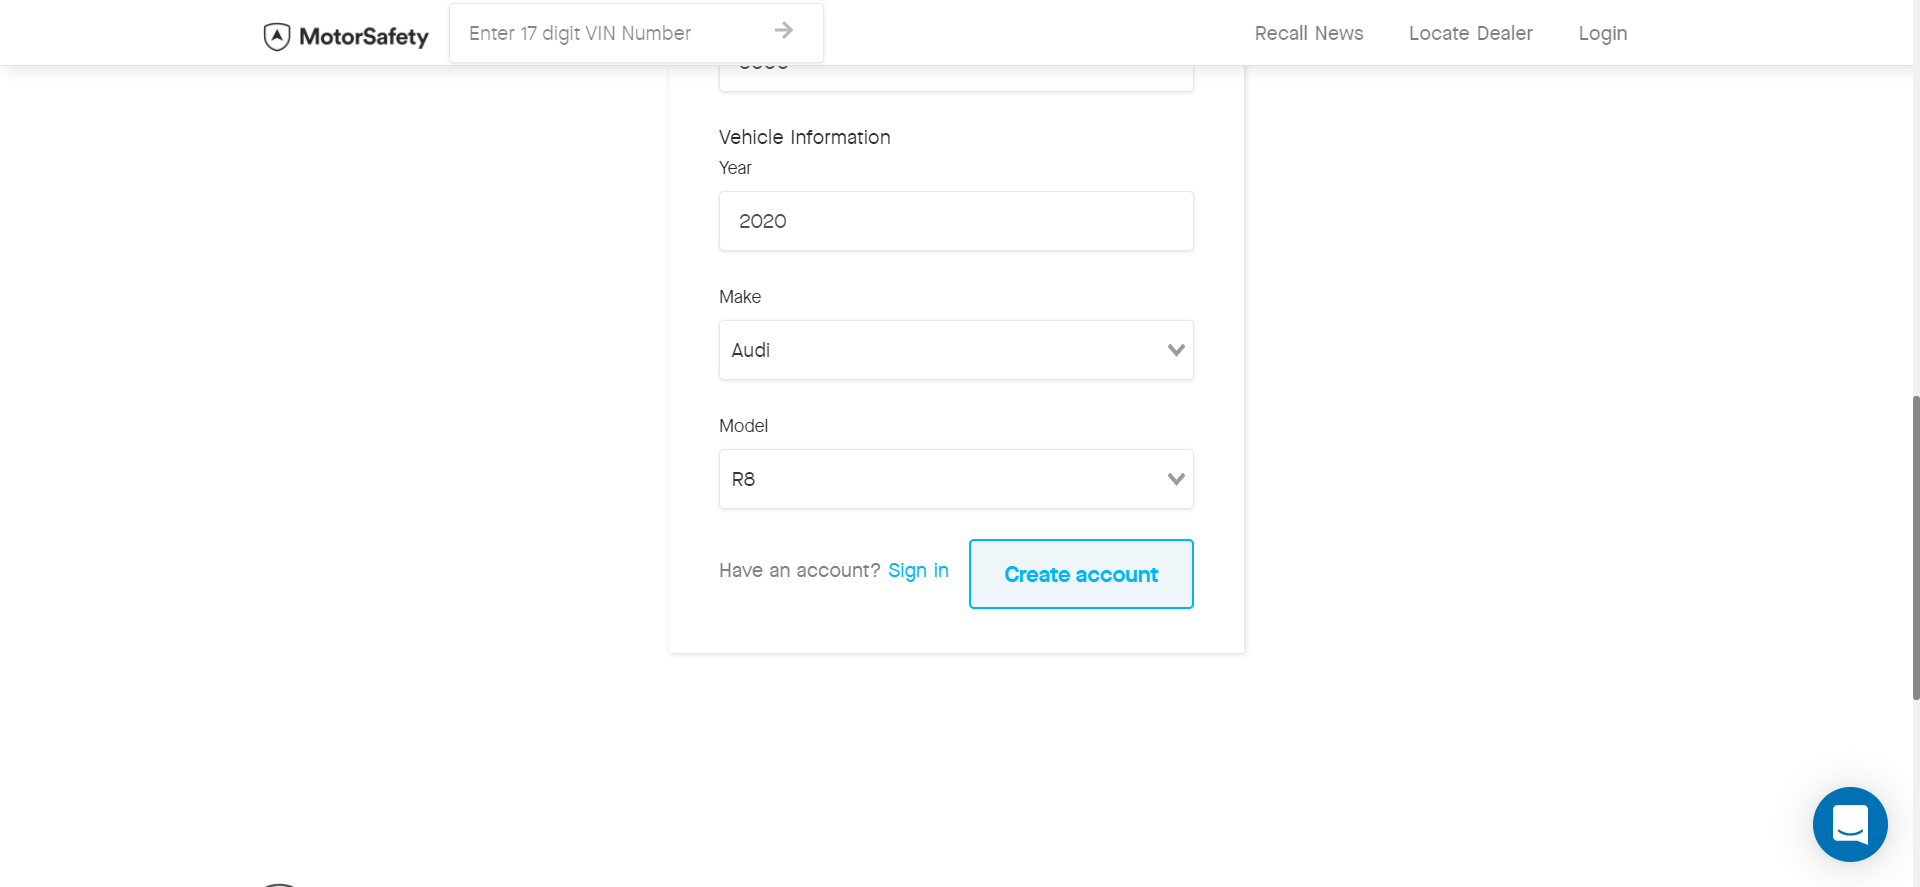 MotorSafety
Enter 17 digit VIN Number
Recall News
Locate Dealer
Login
Vehicle Information
Year
2020
Make
Audi
Model
R8
Have an account? Sign in
Create account